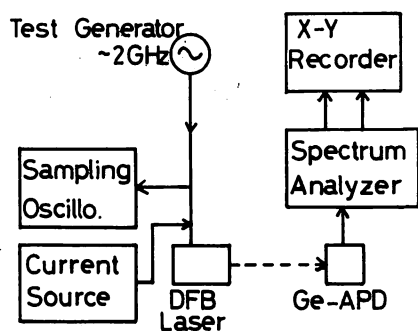 Test Generator
~2GHz
X-Y
Recorder
Sampling
Oscillo.
Spectrum
Analyzer
Current
Source
DFB
Laser
Ge-APD